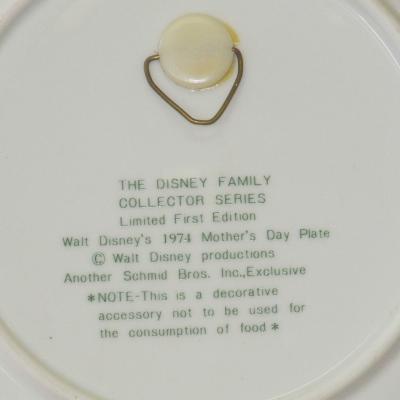 THE DISNEY FAMILY
COLLECTOR SERIES
Limited First Edition
Walt Disney's 1974 Mother's Day Plate
© Walt Disney productions
Another Schmid Bros. Inc.,Exclusive
*NOTE-This is a decorative
accessory not to be used for
the consumption of food*